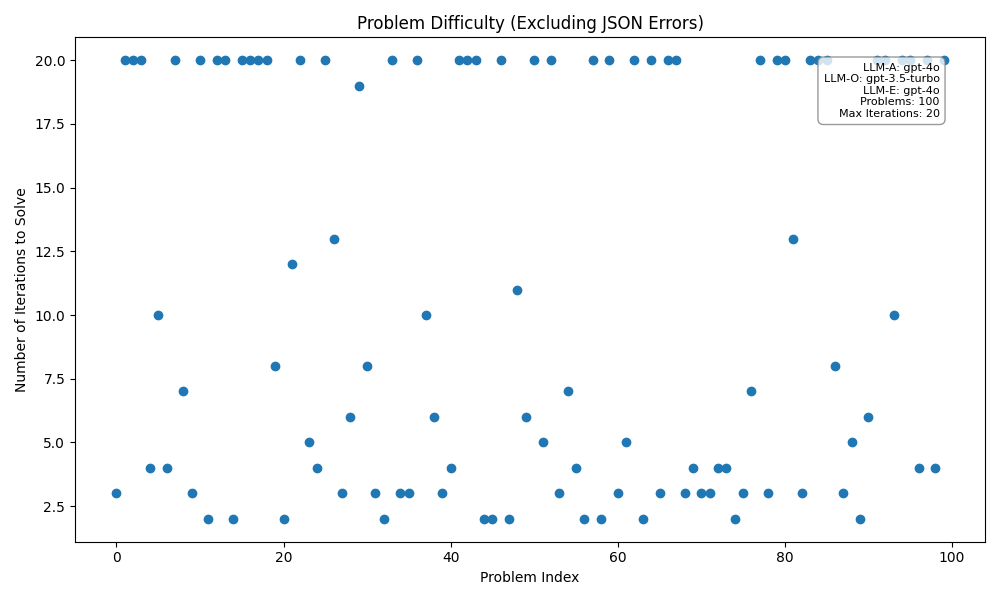 Problem Difficulty (Excluding JSON Errors)
Number of Iterations to Solve
20.0
17.5
15.0
12.5
10.0
7.5
5.0
2.5
LLM-A: gpt-4o
LLM-O: gpt-3.5-turbo
LLM-E: gpt-4o
Problems: 100
Max Iterations: 20
0 20 40 60 80 100
Problem Index